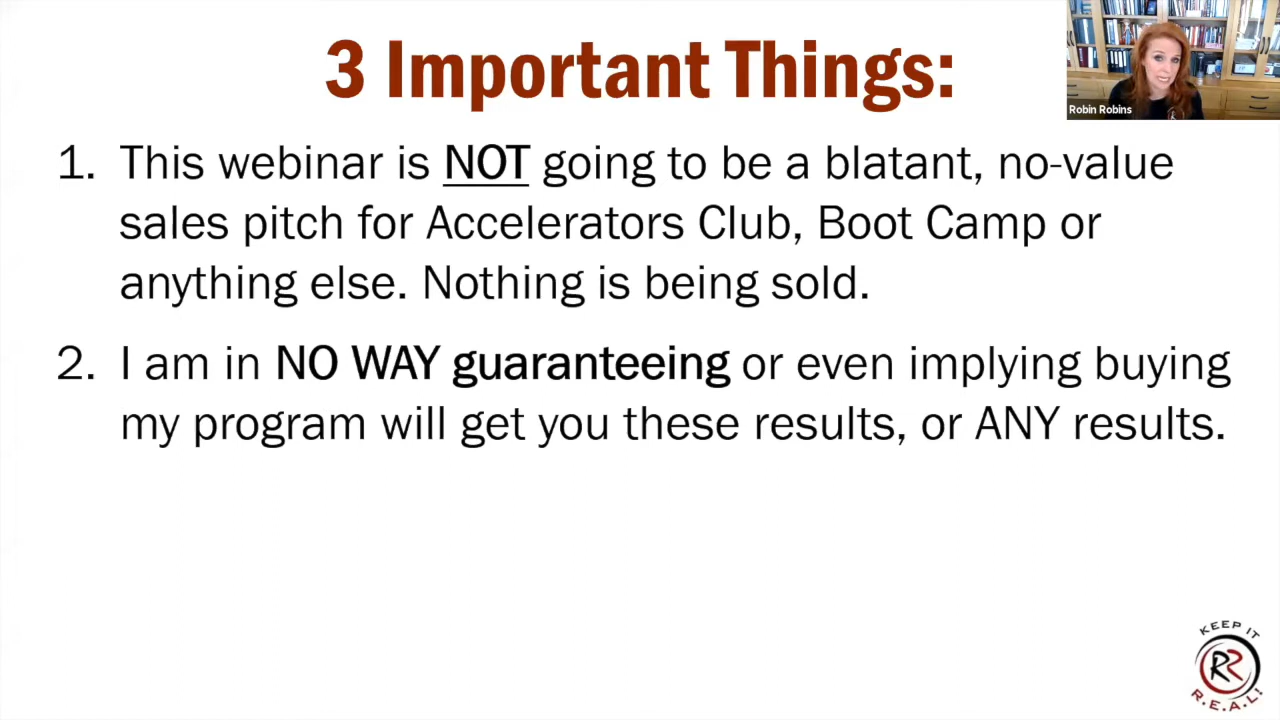 3 Important Things:
Robin Robins
1. This webinar is NOT going to be a blatant, no-value
sales pitch for Accelerators Club, Boot Camp or
anything else. Nothing is being sold.
2. I am in NO WAY guaranteeing or even implying buying
my program will get you these results, or ANY results.
KEEP IT
RR
R.E.A.L!